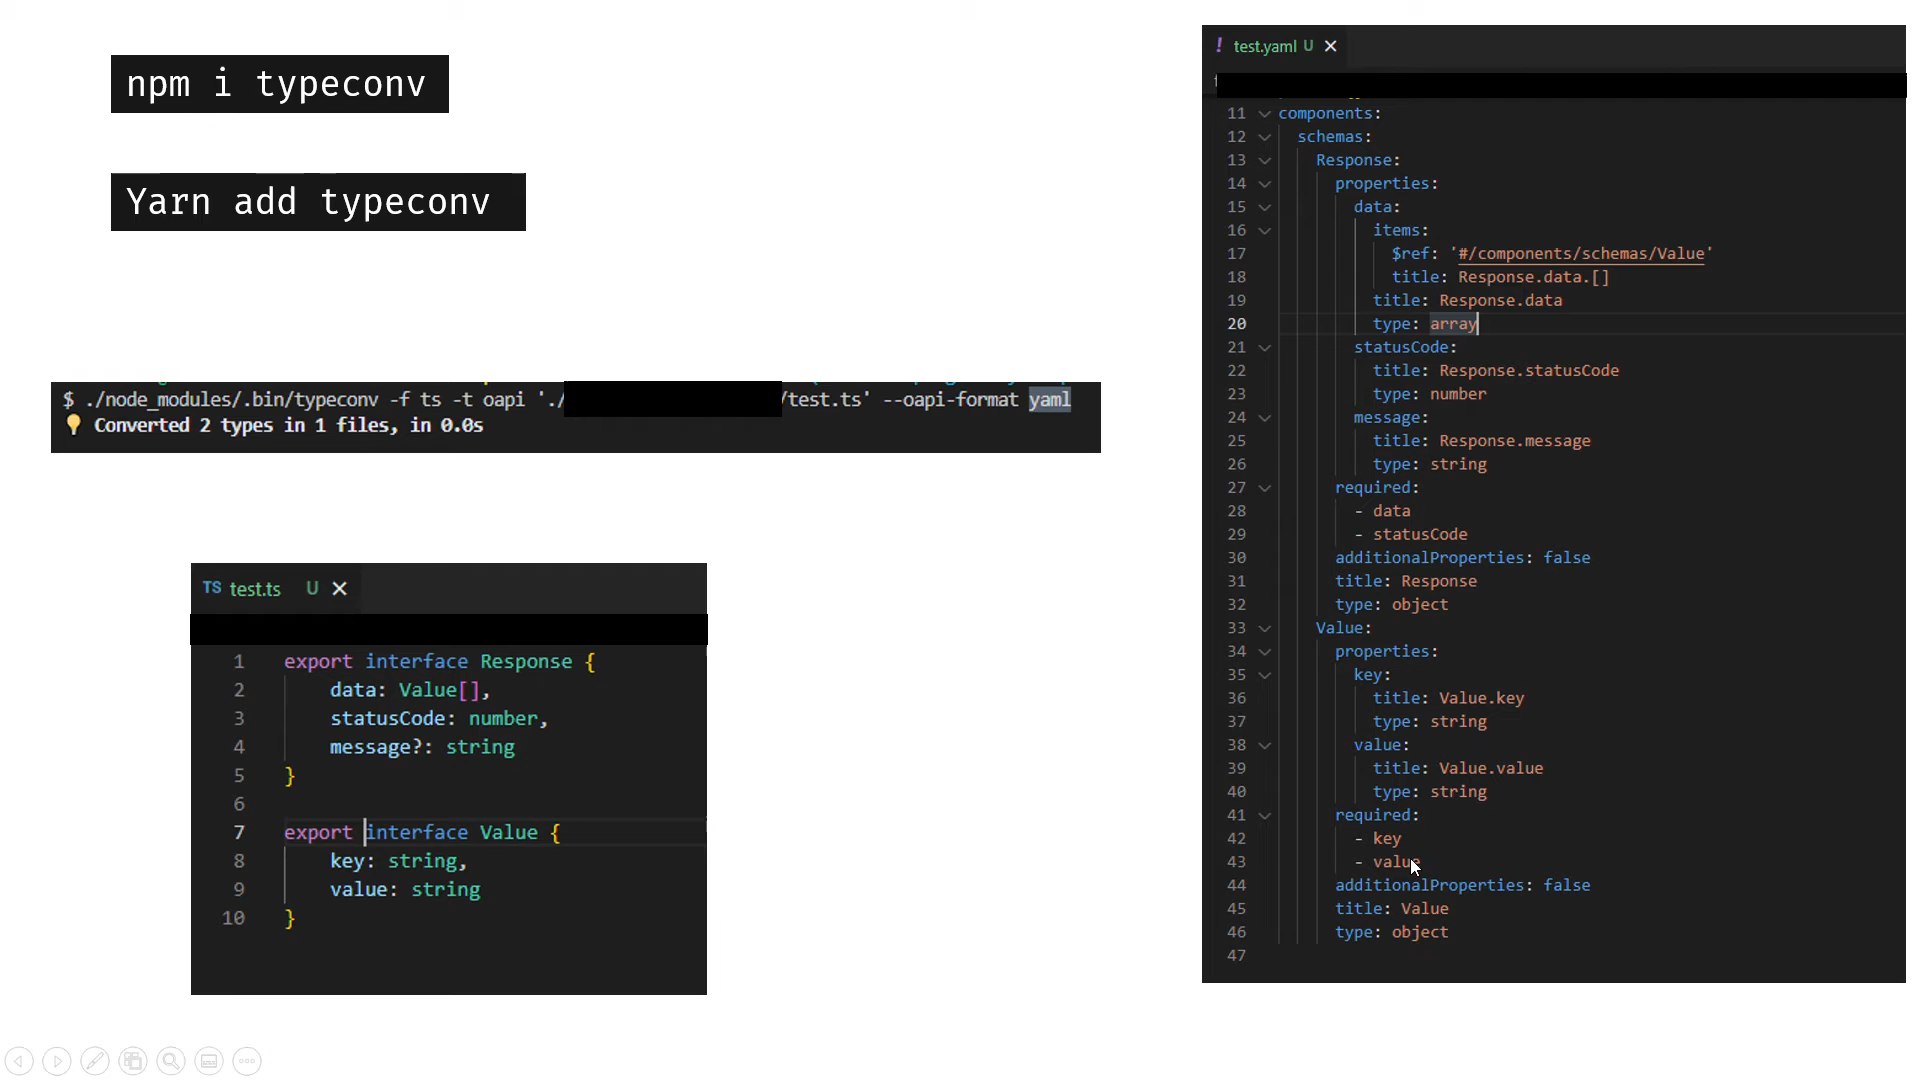 npm i typeconv
Yarn add typeconv
$ ./node_modules/.bin/typeconv -f ts -t oapi './ /test.ts' --oapi-format yaml
Converted 2 types in 1 files, in 0.0s
TS test.ts U
1 export interface Response {
2 data: Value[],
3 statusCode: number,
4 message?: string
5 }
6
7 export interface Value {
8 key: string,
9 value: string
10 }
! test.yaml U
11 components:
12 schemas:
13 Response:
14 properties:
15 data:
16 items:
17 $ref: '#/components/schemas/Value'
18 title: Response.data.[]
19 title: Response.data
20 type: array
21 statusCode:
22 title: Response.statusCode
23 type: number
24 message:
25 title: Response.message
26 type: string
27 required:
28 - data
29 - statusCode
30 additionalProperties: false
31 title: Response
32 type: object
33 Value:
34 properties:
35 key:
36 title: Value.key
37 type: string
38 value:
39 title: Value.value
40 type: string
41 required:
42 - key
43 - value
44 additionalProperties: false
45 title: Value
46 type: object
47